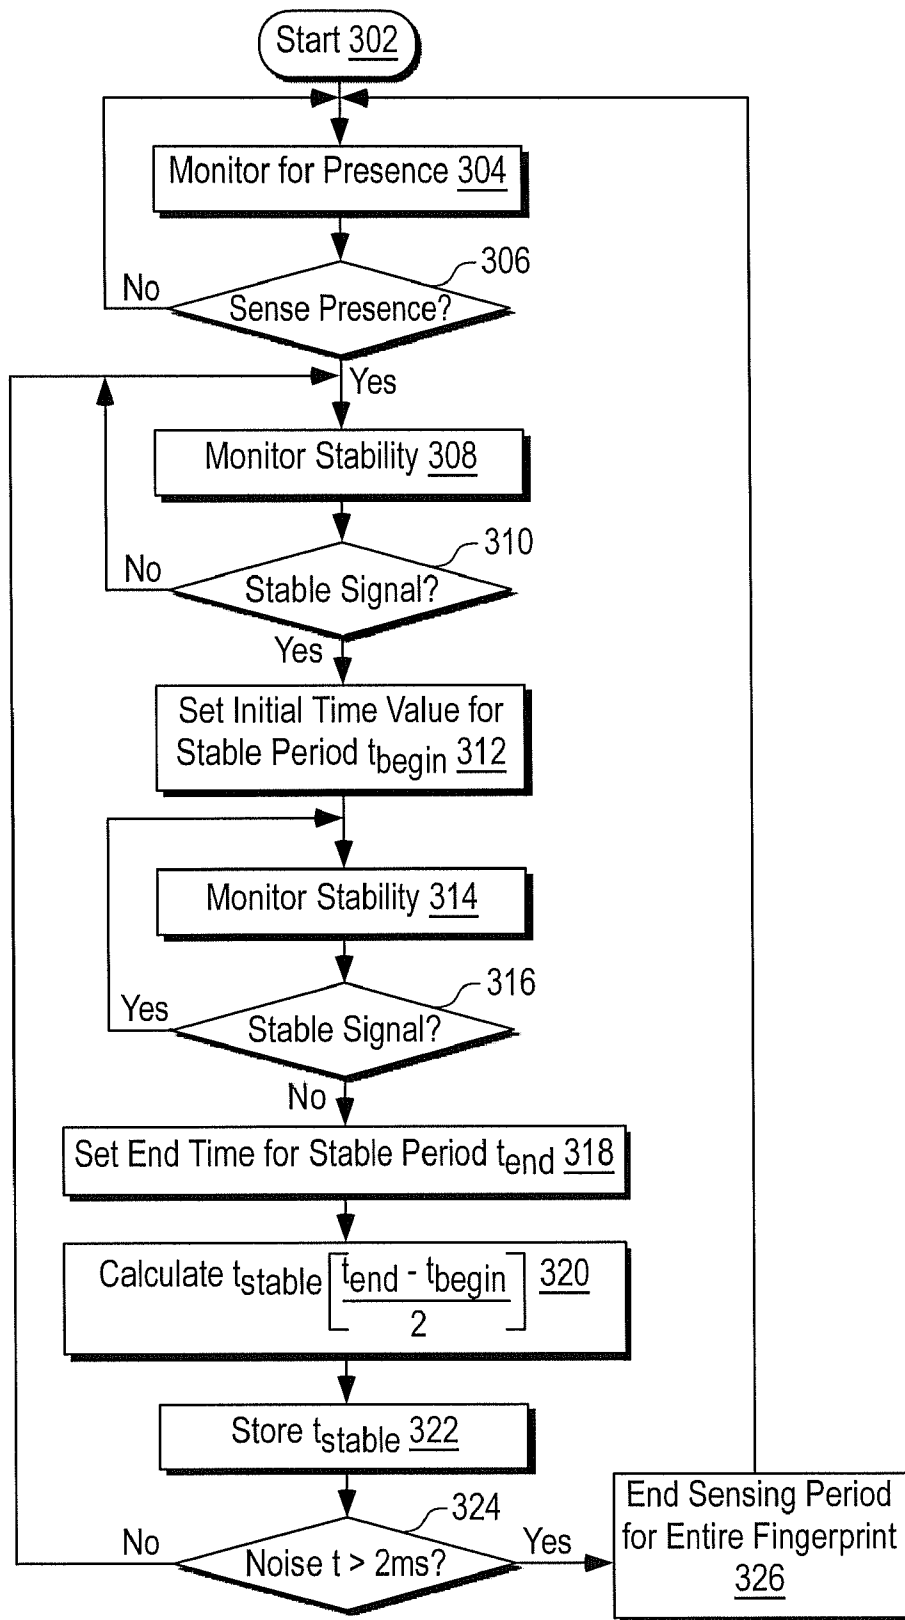 Start 302
Monitor for Presence 304
306
No
Sense Presence?
Yes
Monitor Stability 308
310
No
Stable Signal?
Yes
Set Initial Time Value for
Stable Period tbegin 312
Monitor Stability 314
316
Yes
Stable Signal?
No
Set End Time for Stable Period tend 318
Calculate tstable [tend - tbegin / 2] 320
Store tstable 322
324
No
Noise t > 2ms?
Yes
End Sensing Period
for Entire Fingerprint
326